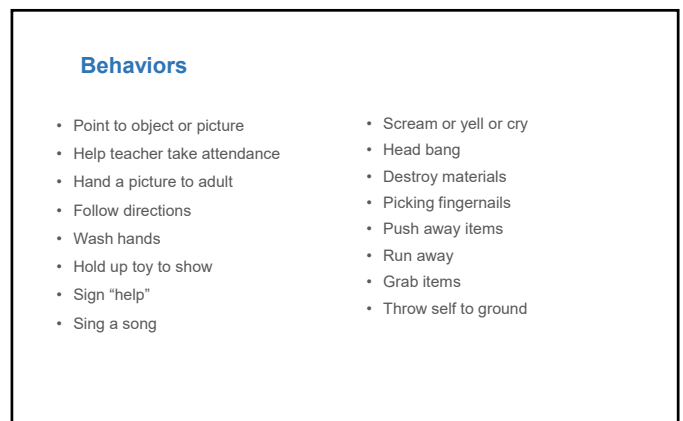 Behaviors
• Point to object or picture
• Help teacher take attendance
• Hand a picture to adult
• Follow directions
• Wash hands
• Hold up toy to show
• Sign “help”
• Sing a song
• Scream or yell or cry
• Head bang
• Destroy materials
• Picking fingernails
• Push away items
• Run away
• Grab items
• Throw self to ground